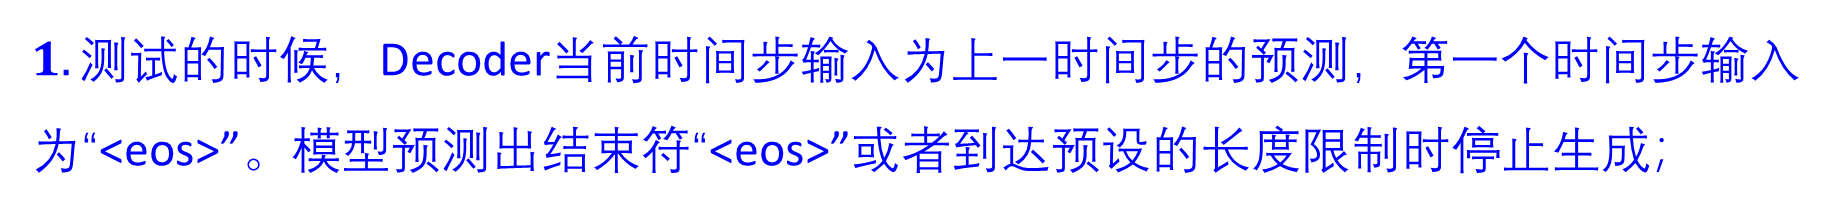 1. 测试的时候，Decoder当前时间步输入为上一时间步的预测，第一个时间步输入
为“<eos>”。模型预测出结束符“<eos>”或者到达预设的长度限制时停止生成；